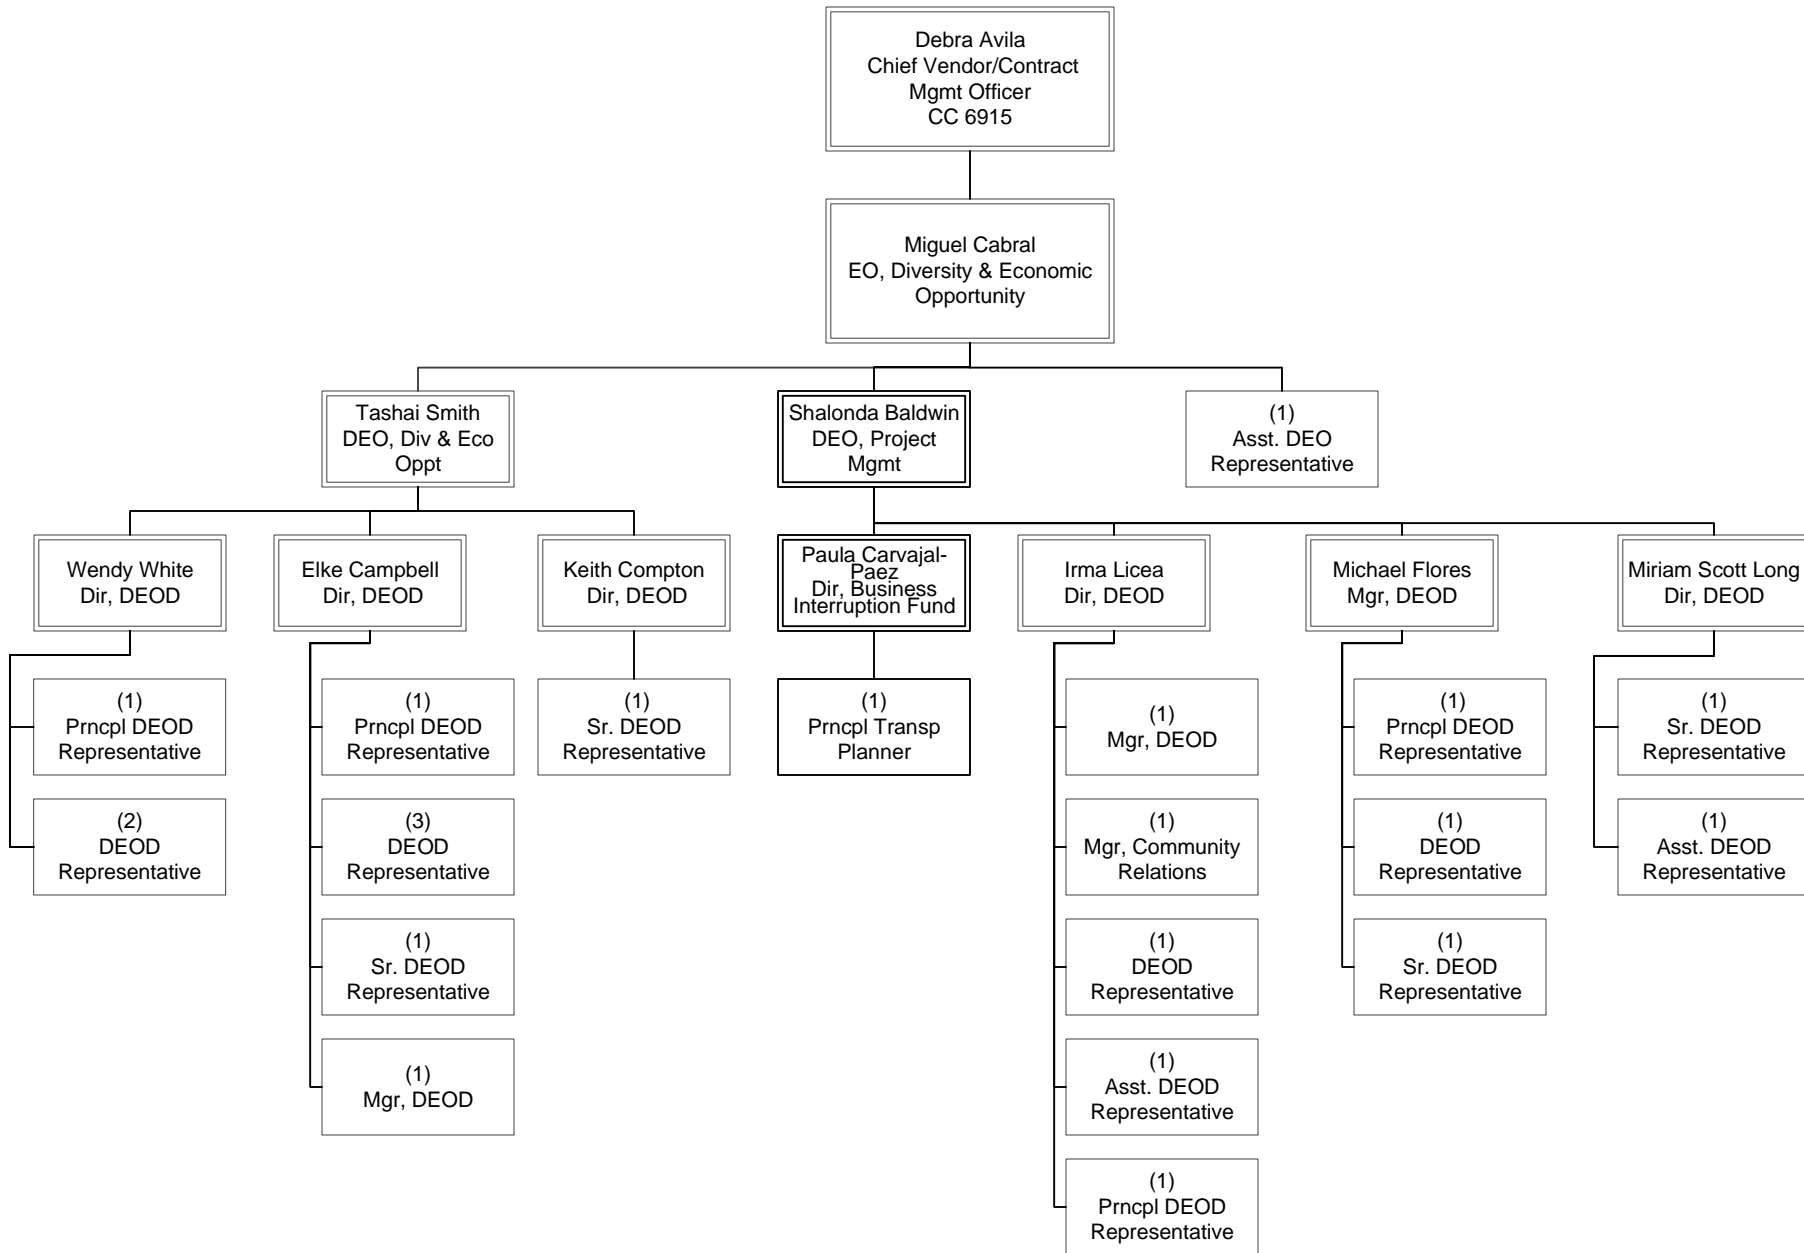 Debra Avila
Chief Vendor/Contract
Mgmt Officer
CC 6915
Miguel Cabral
EO, Diversity & Economic
Opportunity
Tashai Smith
DEO, Div & Eco
Oppt
Shalonda Baldwin
DEO, Project
Mgmt
(1)
Asst. DEO
Representative
Wendy White
Dir, DEOD
Elke Campbell
Dir, DEOD
Keith Compton
Dir, DEOD
Paula Carvajal-
Paez
Dir, Business
Interruption Fund
Irma Licea
Dir, DEOD
Michael Flores
Mgr, DEOD
Miriam Scott Long
Dir, DEOD
(1)
Prncpl DEOD
Representative
(1)
Prncpl DEOD
Representative
(1)
Sr. DEOD
Representative
(1)
Prncpl Transp
Planner
(1)
Mgr, DEOD
(1)
Prncpl DEOD
Representative
(1)
Sr. DEOD
Representative
(2)
DEOD
Representative
(3)
DEOD
Representative
(1)
Mgr, Community
Relations
(1)
DEOD
Representative
(1)
Asst. DEOD
Representative
(1)
Sr. DEOD
Representative
(1)
DEOD
Representative
(1)
Sr. DEOD
Representative
(1)
Mgr, DEOD
(1)
Asst. DEOD
Representative
(1)
Prncpl DEOD
Representative